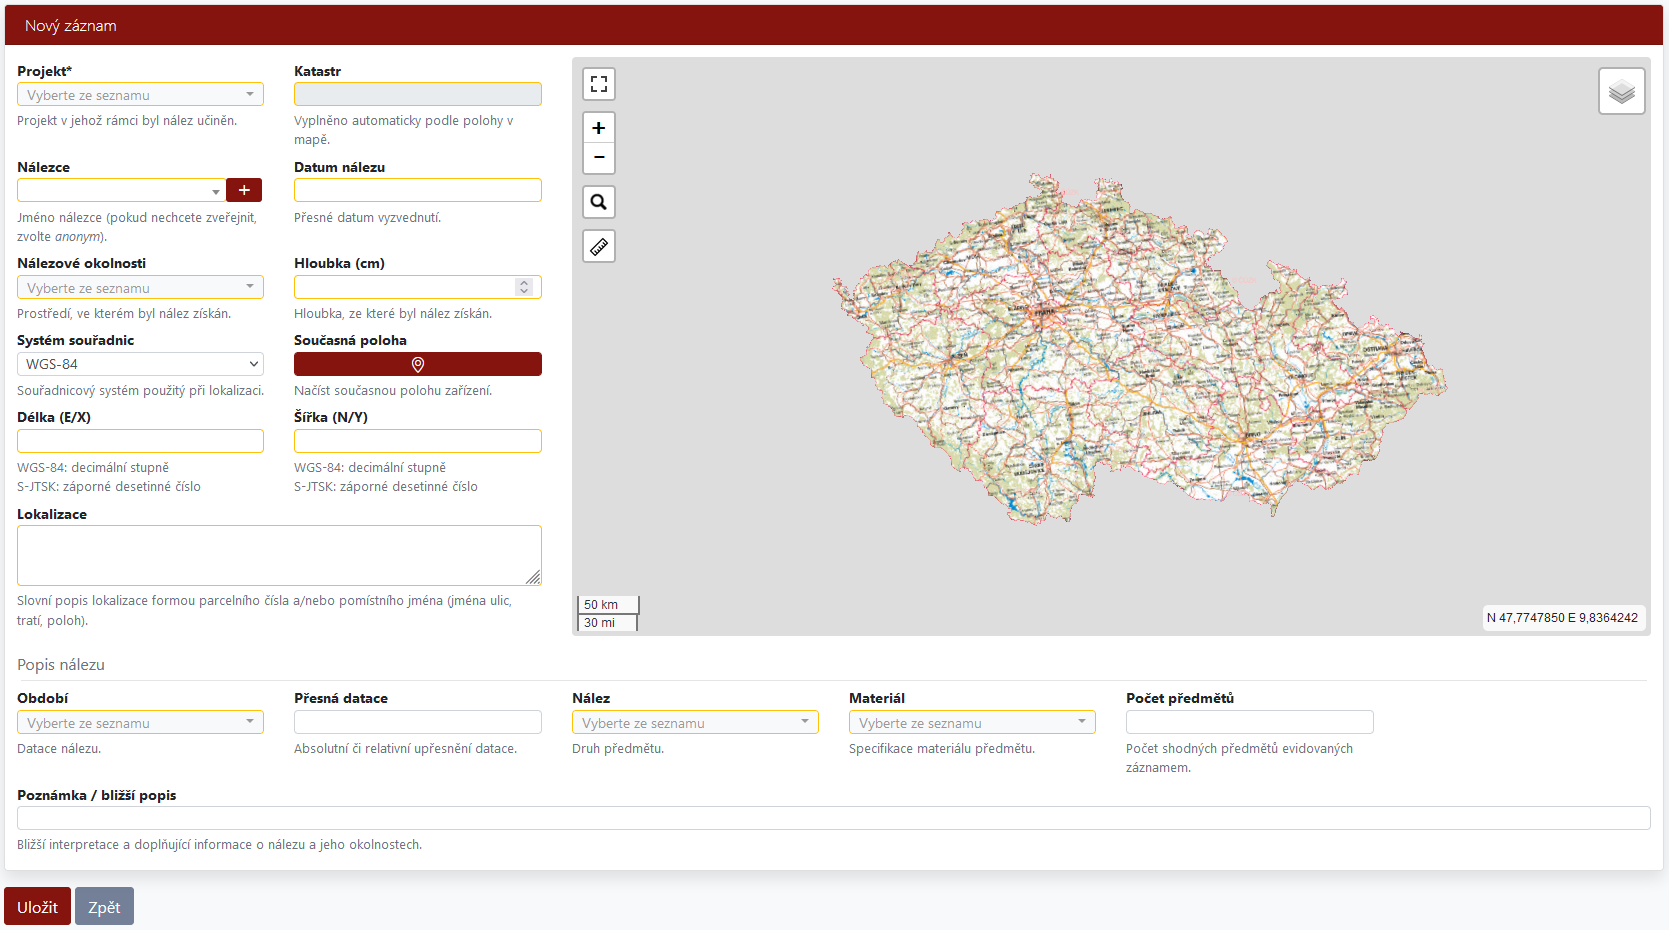 Nový záznam
Projekt*
Katastr
Vyberte ze seznamu
Projekt v jehož rámci byl nález učiněn.
Vyplněno automaticky podle polohy v
mapě.
Nálezce
Datum nálezu
+
Jméno nálezce (pokud nechcete zveřejnit,
zvolte anonym).
Přesné datum vyzvednutí.
Nálezové okolnosti
Hloubka (cm)
Vyberte ze seznamu
Prostředí, ve kterém byl nález získán.
Hloubka, ze které byl nález získán.
Systém souřadnic
Současná poloha
WGS-84
Souřadnicový systém použitý při lokalizaci.
Načíst současnou polohu zařízení.
Délka (E/X)
Šířka (N/Y)
WGS-84: decimální stupně
S-JTSK: záporné desetinné číslo
WGS-84: decimální stupně
S-JTSK: záporné desetinné číslo
Lokalizace
Slovní popis lokalizace formou parcelního čísla a/nebo pomístního jména (jména ulic,
tratí, poloh).
+
−
PRAHA
BRNO
OSTRAVA
50 km
30 mi
N 47,7747850 E 9,8364242
Popis nálezu
Období
Přesná datace
Nález
Materiál
Počet předmětů
Vyberte ze seznamu
Vyberte ze seznamu
Vyberte ze seznamu
Datace nálezu.
Absolutní či relativní upřesnění datace.
Druh předmětu.
Specifikace materiálu předmětu.
Počet shodných předmětů evidovaných
záznamem.
Poznámka / bližší popis
Bližší interpretace a doplňující informace o nálezu a jeho okolnostech.
Uložit
Zpět